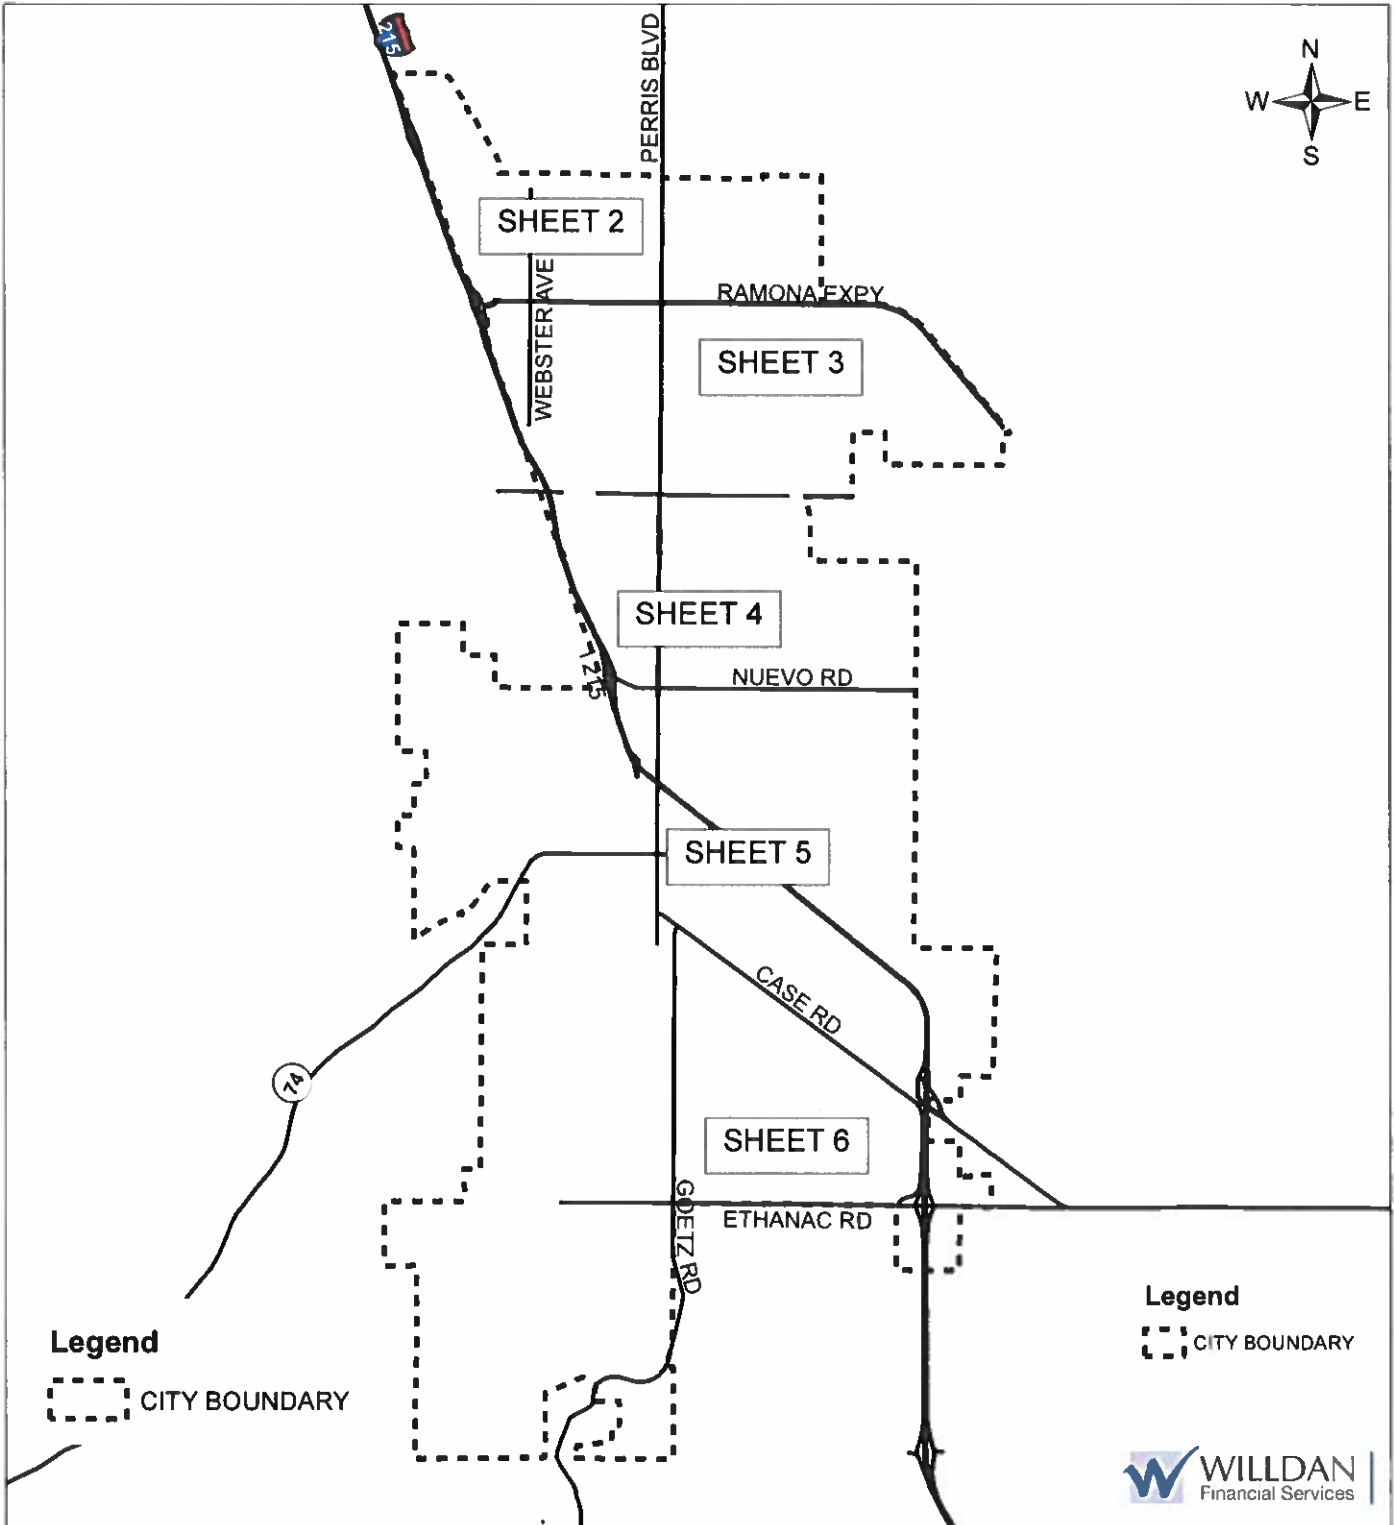 215
PERRIS BLVD
N
W E
S
SHEET 2
WEBSTER AVE
RAMONA EXPY
SHEET 3
SHEET 4
I 215
NUEVO RD
SHEET 5
CASE RD
74
SHEET 6
GOETZ RD
ETHANAC RD
Legend
CITY BOUNDARY
Legend
CITY BOUNDARY
WILLDAN
Financial Services